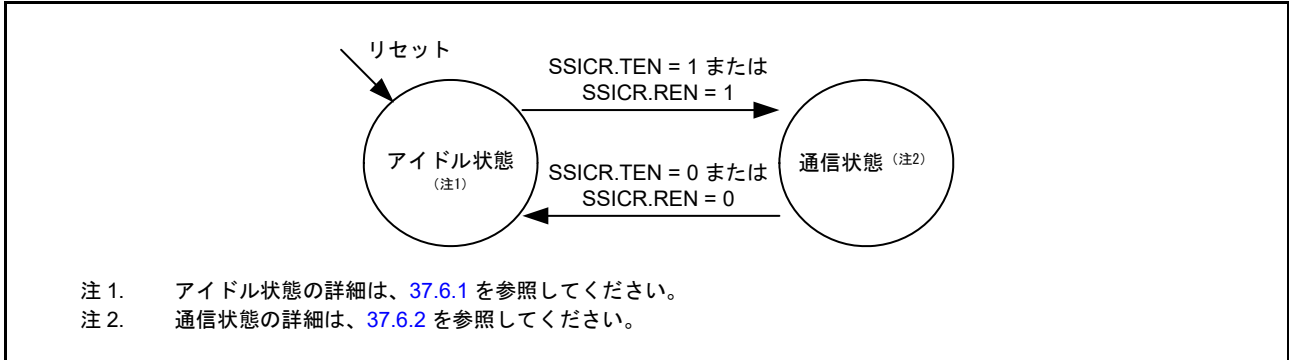 リセット
SSICR.TEN = 1 または
SSICR.REN = 1
アイドル状態
（注1）
通信状態（注2）
SSICR.TEN = 0 または
SSICR.REN = 0
注 1. アイドル状態の詳細は、37.6.1 を参照してください。
注 2. 通信状態の詳細は、37.6.2 を参照してください。